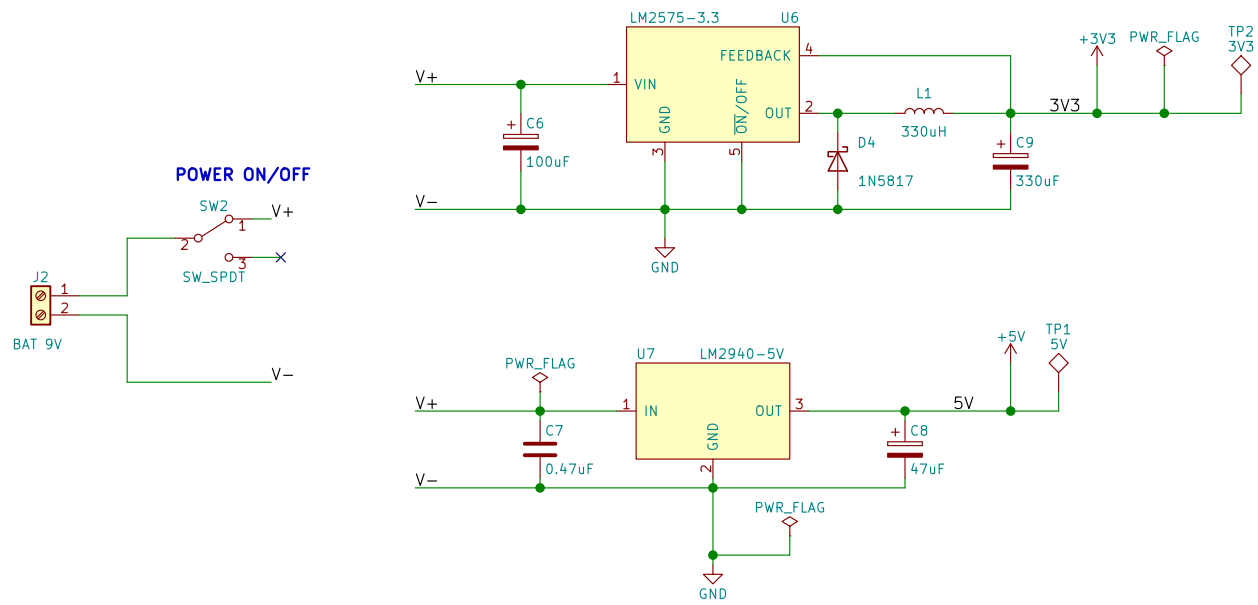 LM2575-3.3 U6
V+
1 VIN
FEEDBACK 4
OUT 2
GND
3
ON/OFF
5
C6
+
100uF
V-
GND
L1
330uH
D4
1N5817
3V3
+3V3
PWR_FLAG
TP2
3V3
C9
+
330uF
POWER ON/OFF
SW2
V+
1
2
3
SW_SPDT
J2
1
2
BAT 9V
V-
PWR_FLAG
U7 LM2940-5V
V+
1 IN
OUT 3
GND
2
C7
0.47uF
V-
PWR_FLAG
GND
C8
+
47uF
5V
+5V
TP1
5V